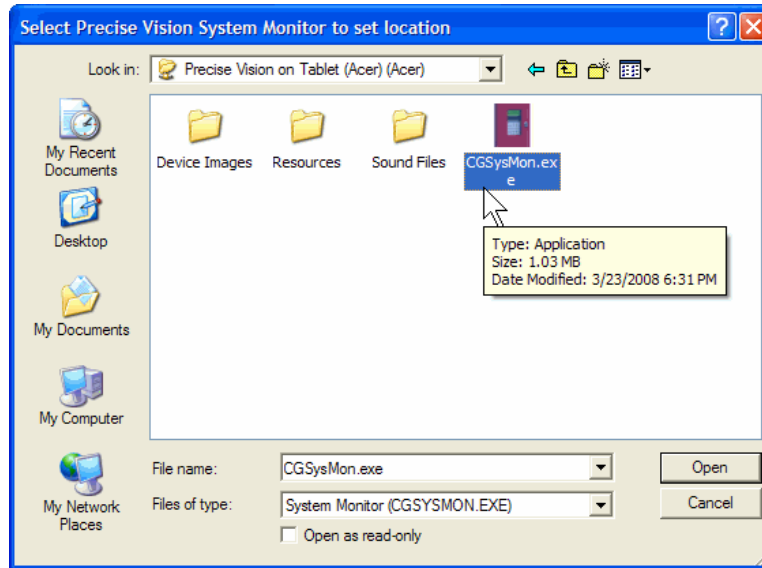 Select Precise Vision System Monitor to set location
Look in:
Precise Vision on Tablet (Acer) (Acer)
My Recent
Documents
Desktop
My Documents
My Computer
My Network
Places
Device Images
Resources
Sound Files
CGSysMon.ex
e
Type: Application
Size: 1.03 MB
Date Modified: 3/23/2008 6:31 PM
File name:
CGSysMon.exe
Open
Files of type:
System Monitor (CGSYSMON.EXE)
Cancel
Open as read-only